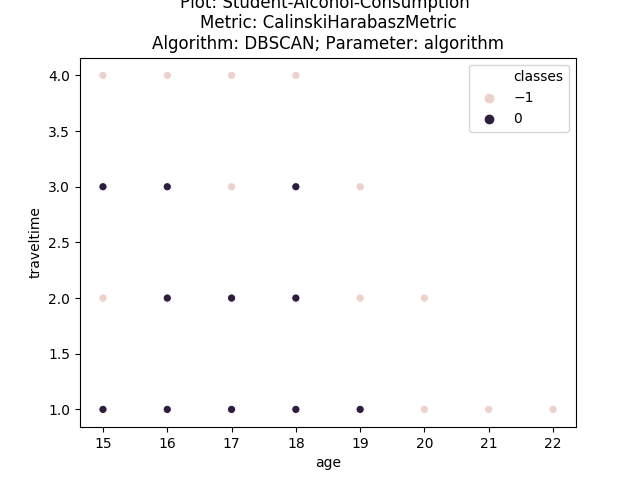 Plot: Student-Alcohol-Consumption
Metric: CalinskiHarabaszMetric
Algorithm: DBSCAN; Parameter: algorithm
classes
−1
0
4.0
3.5
3.0
2.5
2.0
1.5
1.0
traveltime
15 16 17 18 19 20 21 22
age